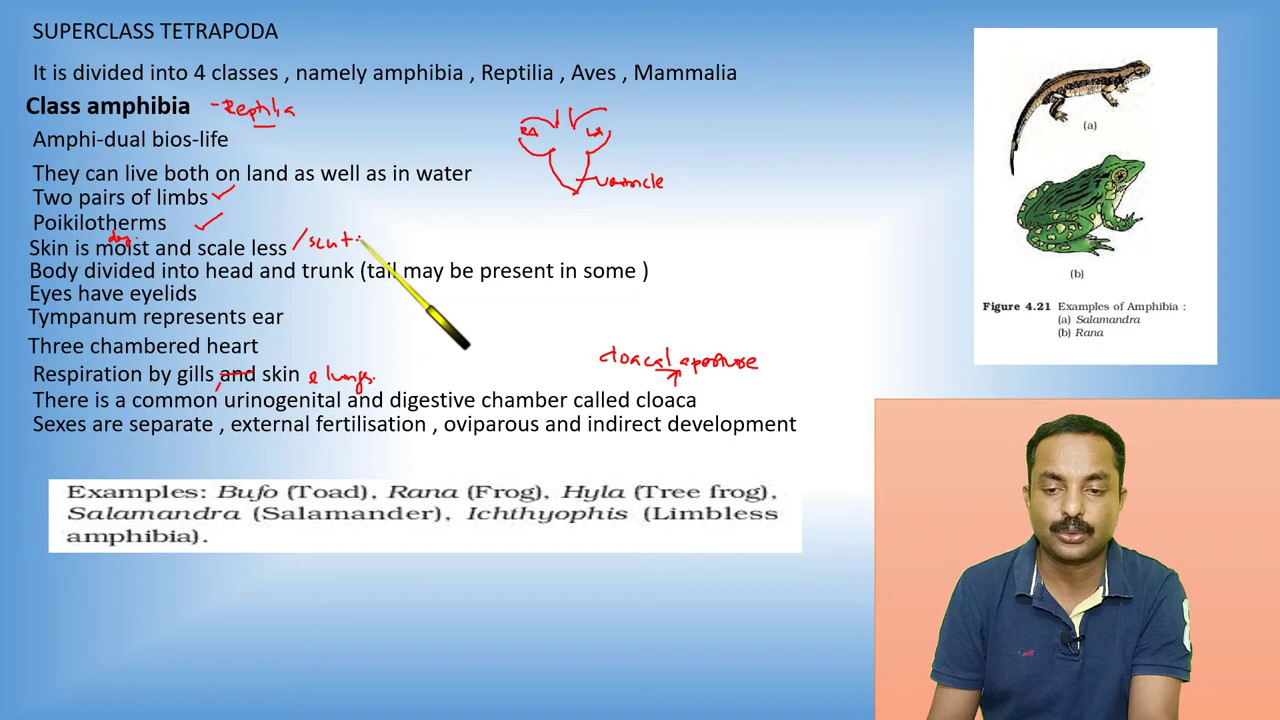 SUPERCLASS TETRAPODA
It is divided into 4 classes , namely amphibia , Reptilia , Aves , Mammalia
Class amphibia - Reptilia
Amphi-dual bios-life
RA LA
They can live both on land as well as in water
ventricle
Two pairs of limbs
Poikilotherms
dry
Skin is moist and scale less / scut
Body divided into head and trunk (tail may be present in some )
Eyes have eyelids
Tympanum represents ear
Three chambered heart
cloacal aperture
Respiration by gills , and skin & lungs.
There is a common urinogenital and digestive chamber called cloaca
Sexes are separate , external fertilisation , oviparous and indirect development
Examples: Bufo (Toad), Rana (Frog), Hyla (Tree frog),
Salamandra (Salamander), Ichthyophis (Limbless
amphibia).
(a)
(b)
Figure 4.21 Examples of Amphibia :
(a) Salamandra
(b) Rana